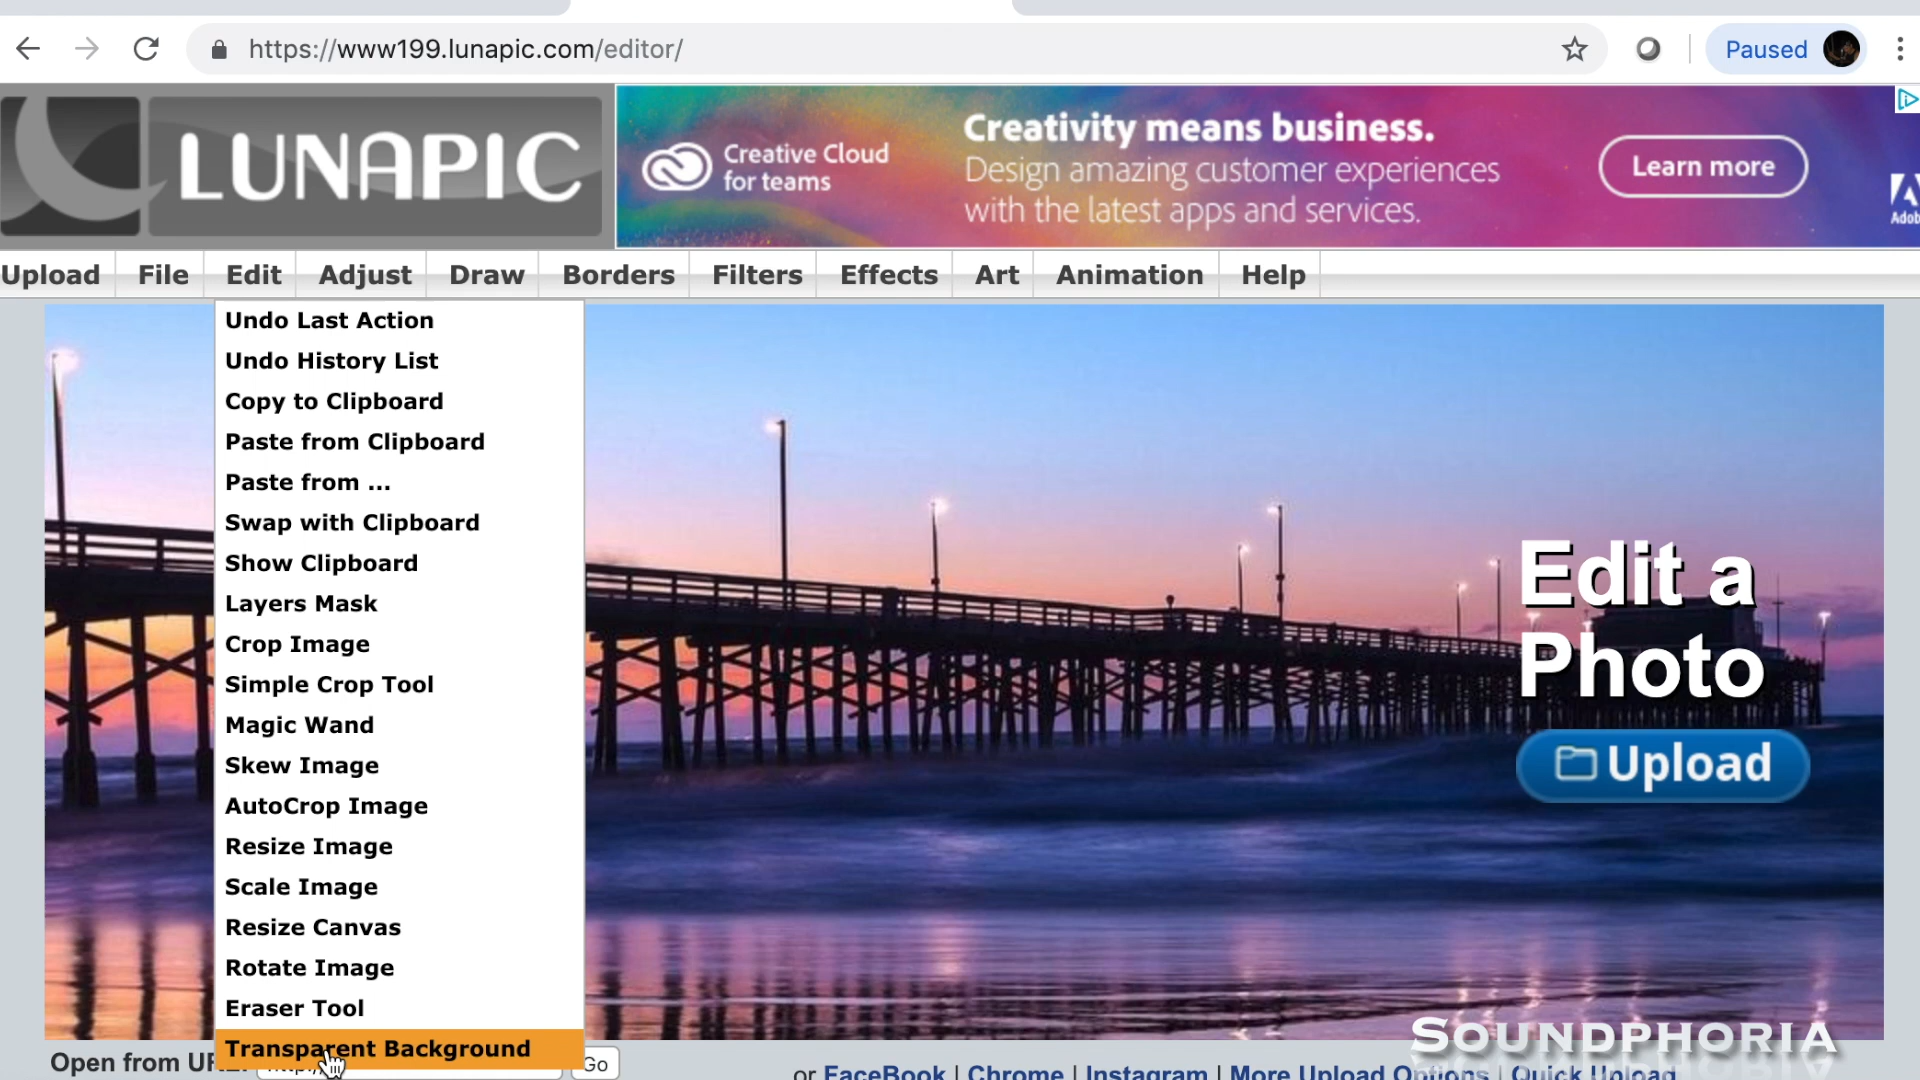 https://www199.lunapic.com/editor/
Paused
LUNAPIC
Creative Cloud
for teams
Creativity means business.
Design amazing customer experiences
with the latest apps and services.
Learn more
Adob
Upload File Edit Adjust Draw Borders Filters Effects Art Animation Help
Undo Last Action
Undo History List
Copy to Clipboard
Paste from Clipboard
Paste from ...
Swap with Clipboard
Show Clipboard
Layers Mask
Crop Image
Simple Crop Tool
Magic Wand
Skew Image
AutoCrop Image
Resize Image
Scale Image
Resize Canvas
Rotate Image
Eraser Tool
Transparent Background
Edit a
Photo
Upload
SOUNDPHORIA
Open from Go
or FaceBook | Chrome | Instagram | More Upload Options | Quick Upload